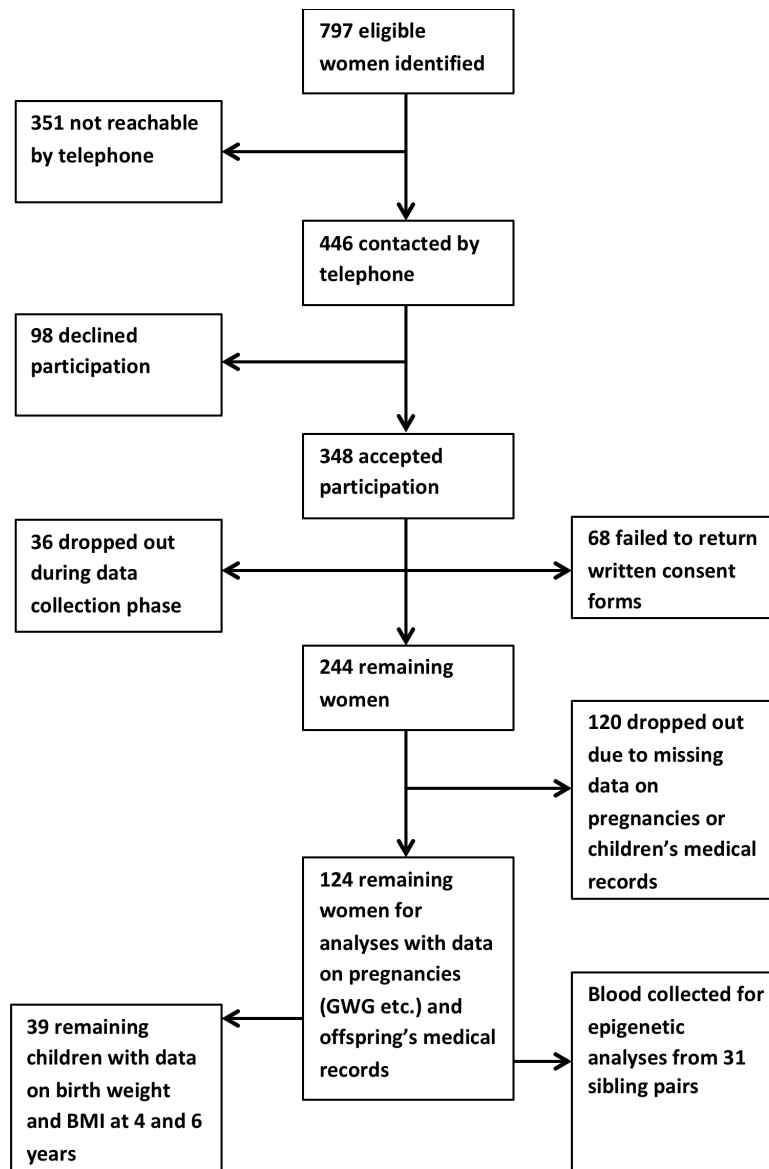 797 eligible
women identified
351 not reachable
by telephone
446 contacted by
telephone
98 declined
participation
348 accepted
participation
36 dropped out
during data
collection phase
68 failed to return
written consent
forms
244 remaining
women
120 dropped out
due to missing
data on
pregnancies or
children's medical
records
124 remaining
women for
analyses with data
on pregnancies
(GWG etc.) and
offspring's medical
records
39 remaining
children with data
on birth weight
and BMI at 4 and 6
years
Blood collected for
epigenetic
analyses from 31
sibling pairs